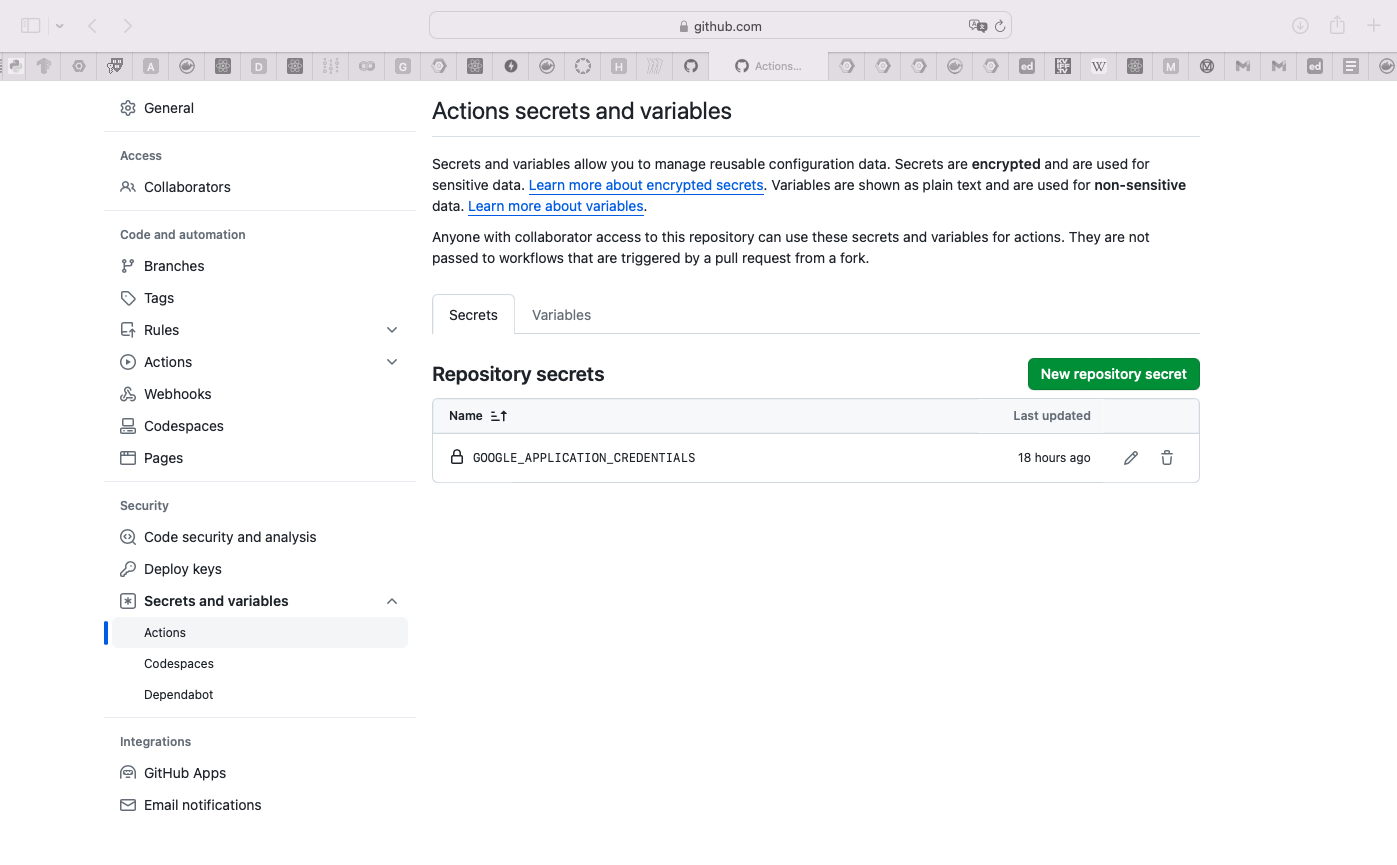 github.com
A
D
G
H
Actions...
ed
KV
IFF
TV
W
M
ed
General
Access
Collaborators
Code and automation
Branches
Tags
Rules
Actions
Webhooks
Codespaces
Pages
Security
Code security and analysis
Deploy keys
Secrets and variables
Actions
Codespaces
Dependabot
Integrations
GitHub Apps
Email notifications
Actions secrets and variables
Secrets and variables allow you to manage reusable configuration data. Secrets are encrypted and are used for
sensitive data. Learn more about encrypted secrets. Variables are shown as plain text and are used for non-sensitive
data. Learn more about variables.
Anyone with collaborator access to this repository can use these secrets and variables for actions. They are not
passed to workflows that are triggered by a pull request from a fork.
Secrets Variables
Repository secrets New repository secret
Name Last updated
GOOGLE_APPLICATION_CREDENTIALS 18 hours ago